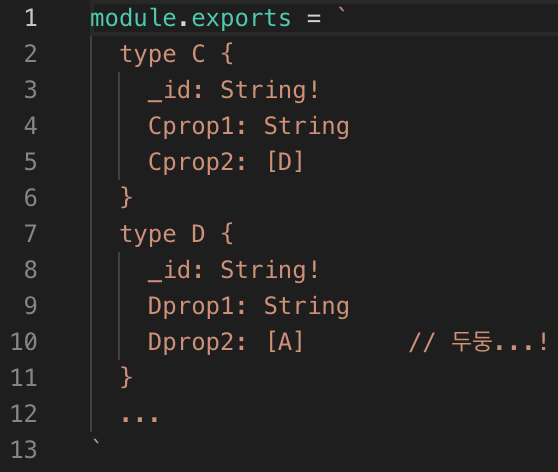 1 module.exports = `
2 type C {
3 _id: String!
4 Cprop1: String
5 Cprop2: [D]
6 }
7 type D {
8 _id: String!
9 Dprop1: String
10 Dprop2: [A] // 두둥...!
11 }
12 ...
13 `